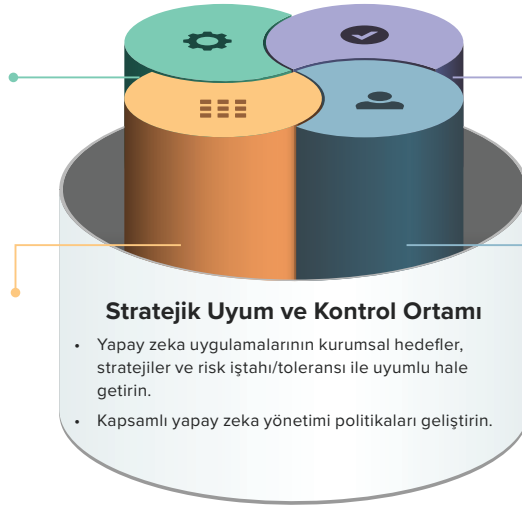 Stratejik Uyum ve Kontrol Ortamı
• Yapay zeka uygulamalarının kurumsal hedefler,
stratejiler ve risk iştahı/toleransı ile uyumlu hale
getirin.
• Kapsamlı yapay zeka yönetimi politikaları geliştirin.